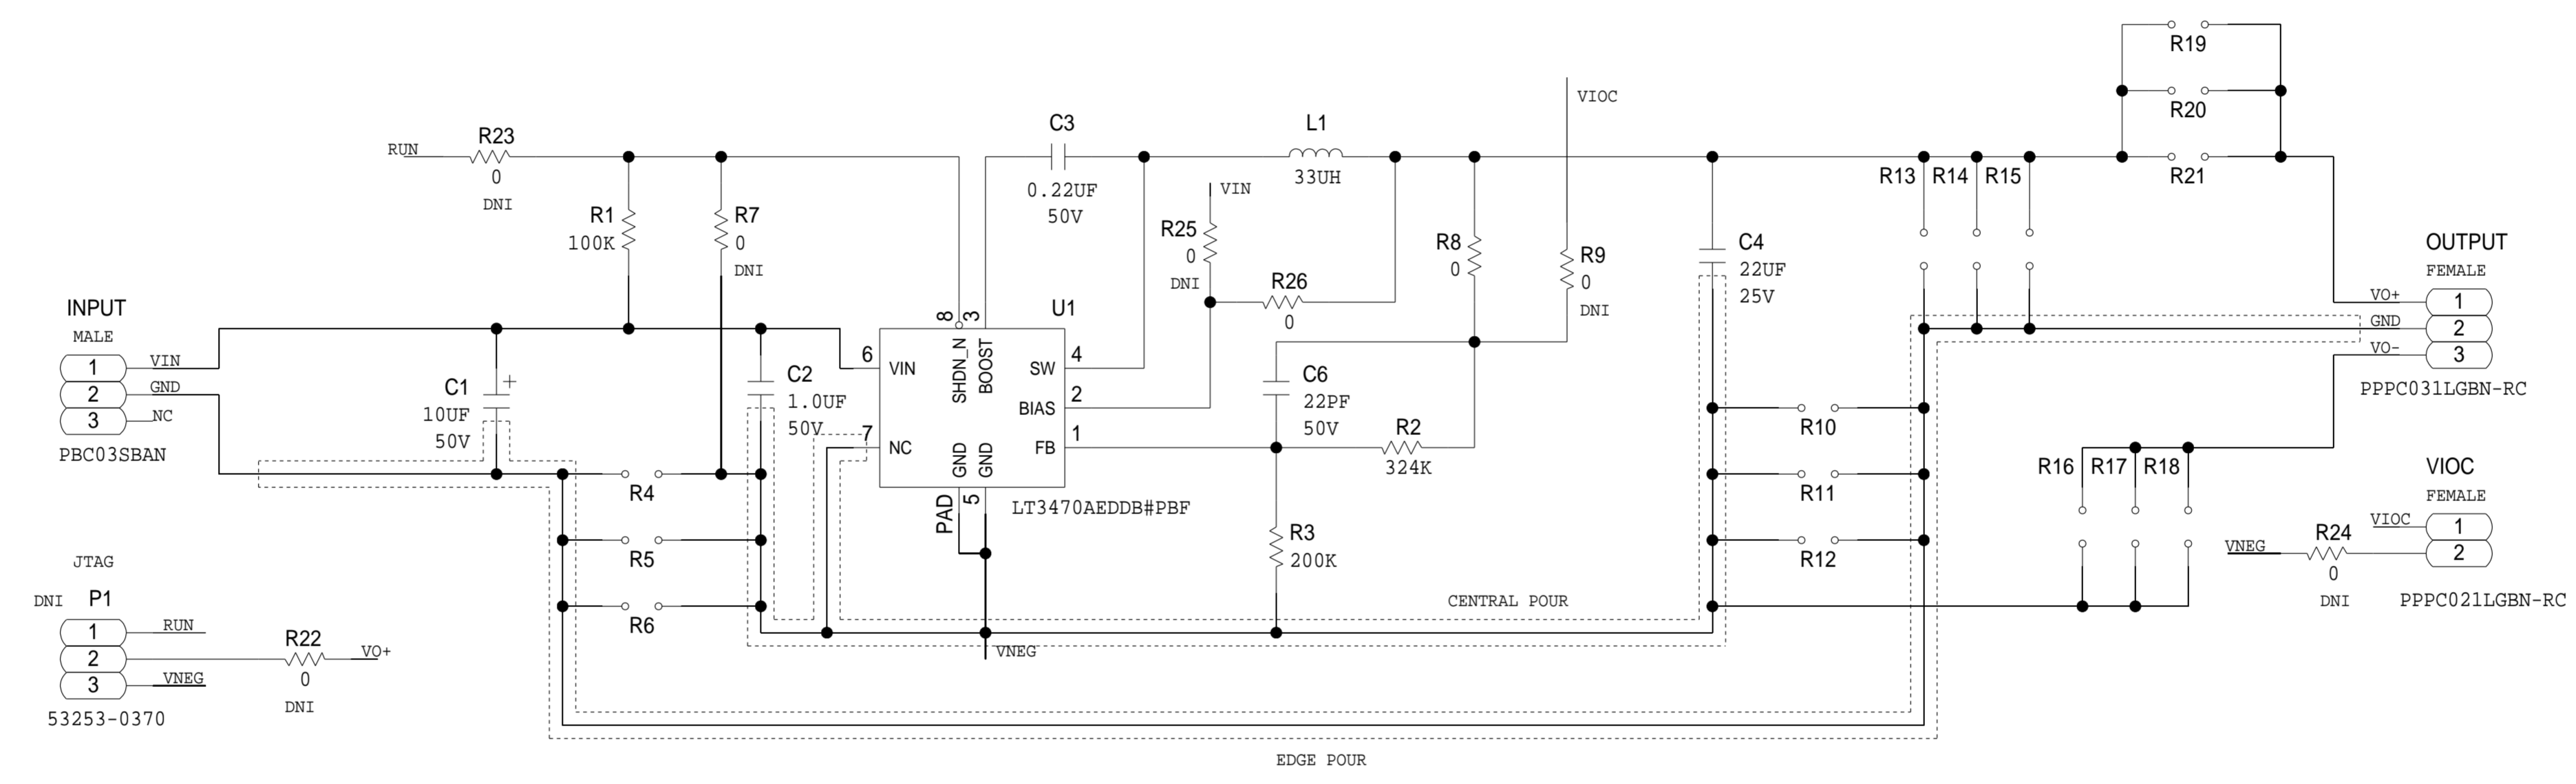 R19
R20
R21
VIOC
RUN
R23
0
DNI
C3
0.22UF
50V
L1
33UH
VIN
R13
R14
R15
R1
100K
R7
0
DNI
R25
0
DNI
R26
0
R8
0
R9
0
DNI
C4
22UF
25V
OUTPUT
FEMALE
VO+
1
GND
2
VO-
3
PPPC031LGBN-RC
INPUT
MALE
VIN
1
GND
2
NC
3
PBC03SBAN
C1
+
10UF
50V
C2
1.0UF
50V
U1
8
3
6
VIN
SHDN_N
BOOST
SW
4
BIAS
2
7
NC
GND
GND
FB
1
PAD
5
LT3470AEDDB#PBF
C6
22PF
50V
R2
324K
R3
200K
R4
R5
R6
R10
R11
R12
R16
R17
R18
VIOC
FEMALE
VIOC
1
VNEG
R24
2
0
DNI
PPPC021LGBN-RC
JTAG
DNI
P1
RUN
1
2
R22
VO+
0
3
VNEG
DNI
53253-0370
CENTRAL POUR
VNEG
EDGE POUR